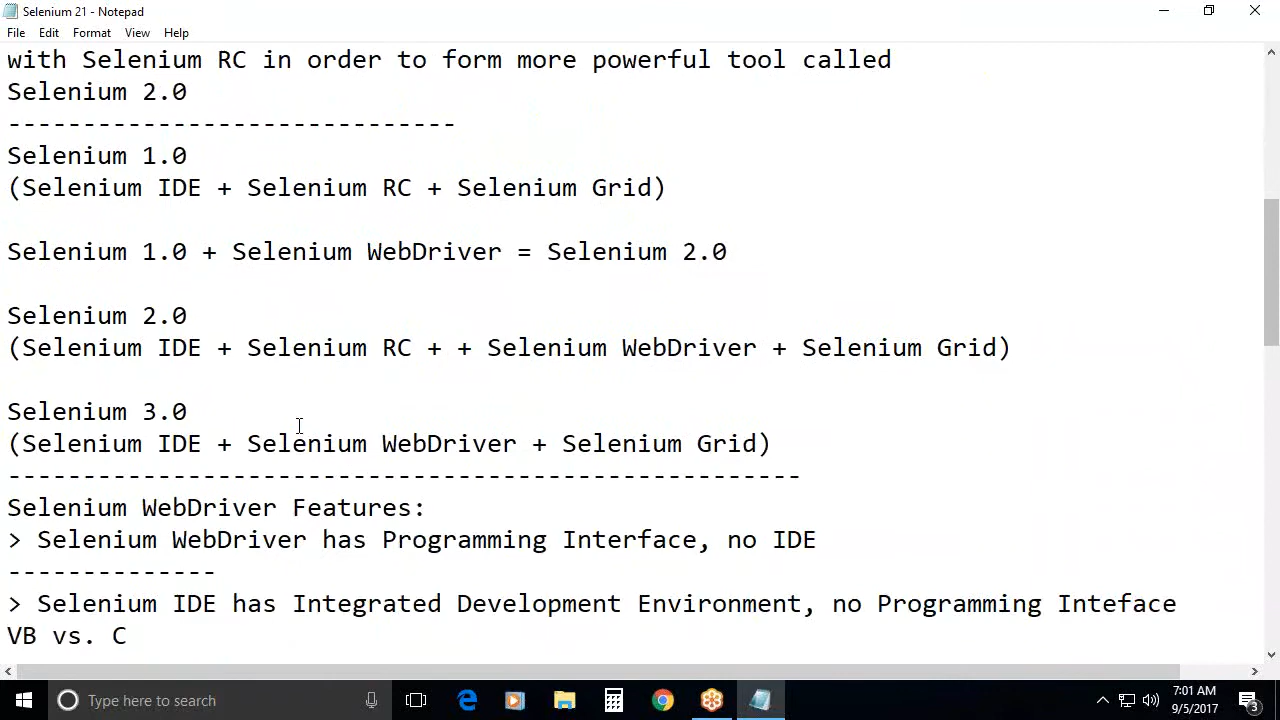 Selenium 21 - Notepad
File Edit Format View Help
with Selenium RC in order to form more powerful tool called
Selenium 2.0
------------------------------
Selenium 1.0
(Selenium IDE + Selenium RC + Selenium Grid)
Selenium 1.0 + Selenium WebDriver = Selenium 2.0
Selenium 2.0
(Selenium IDE + Selenium RC + + Selenium WebDriver + Selenium Grid)
Selenium 3.0
(Selenium IDE + Selenium WebDriver + Selenium Grid)
-----------------------------------------------------
Selenium WebDriver Features:
> Selenium WebDriver has Programming Interface, no IDE
--------------
> Selenium IDE has Integrated Development Environment, no Programming Inteface
VB vs. C
Type here to search
7:01 AM
9/5/2017
3